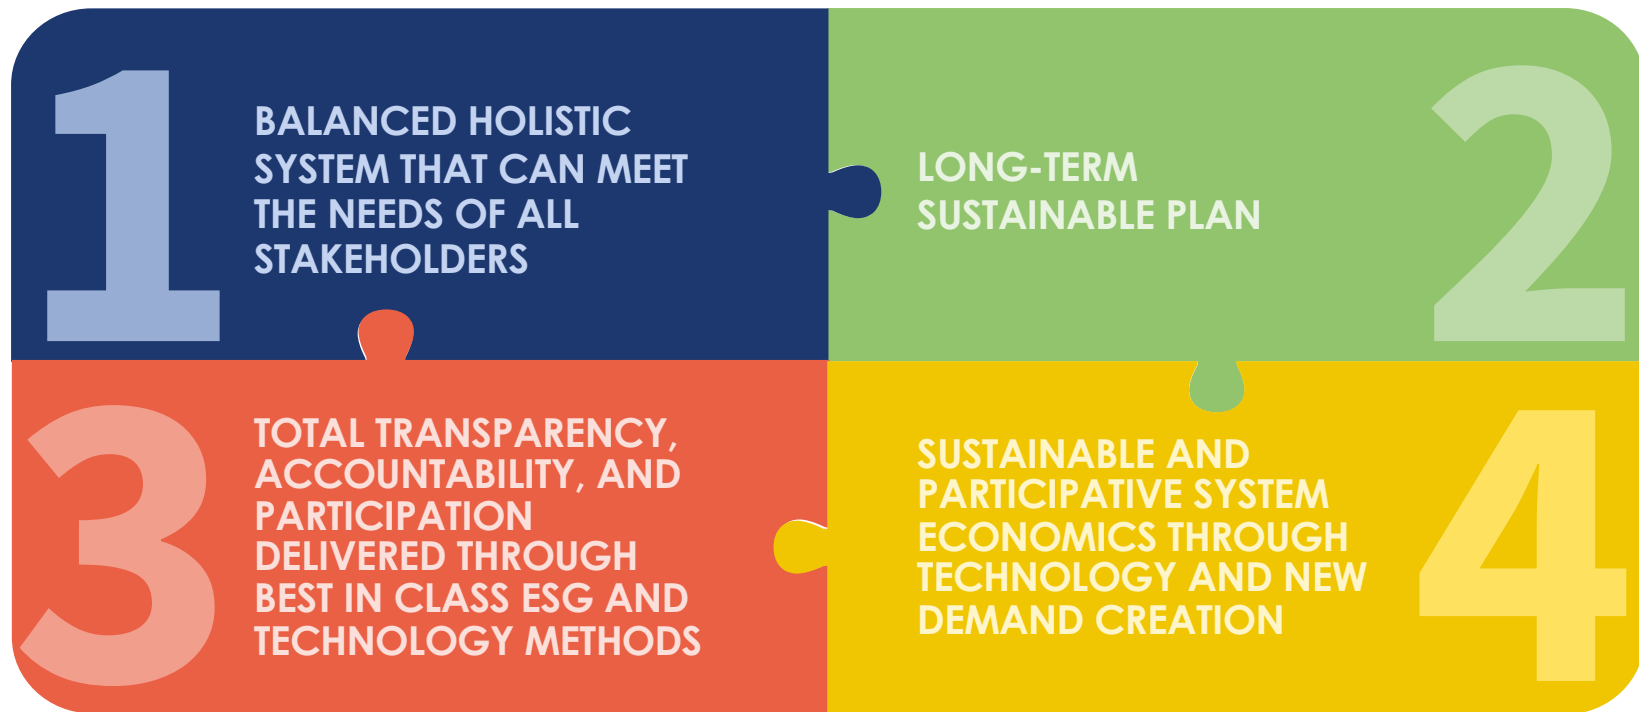 1
BALANCED HOLISTIC
SYSTEM THAT CAN MEET
THE NEEDS OF ALL
STAKEHOLDERS
2
LONG-TERM
SUSTAINABLE PLAN
3
TOTAL TRANSPARENCY,
ACCOUNTABILITY, AND
PARTICIPATION
DELIVERED THROUGH
BEST IN CLASS ESG AND
TECHNOLOGY METHODS
4
SUSTAINABLE AND
PARTICIPATIVE SYSTEM
ECONOMICS THROUGH
TECHNOLOGY AND NEW
DEMAND CREATION